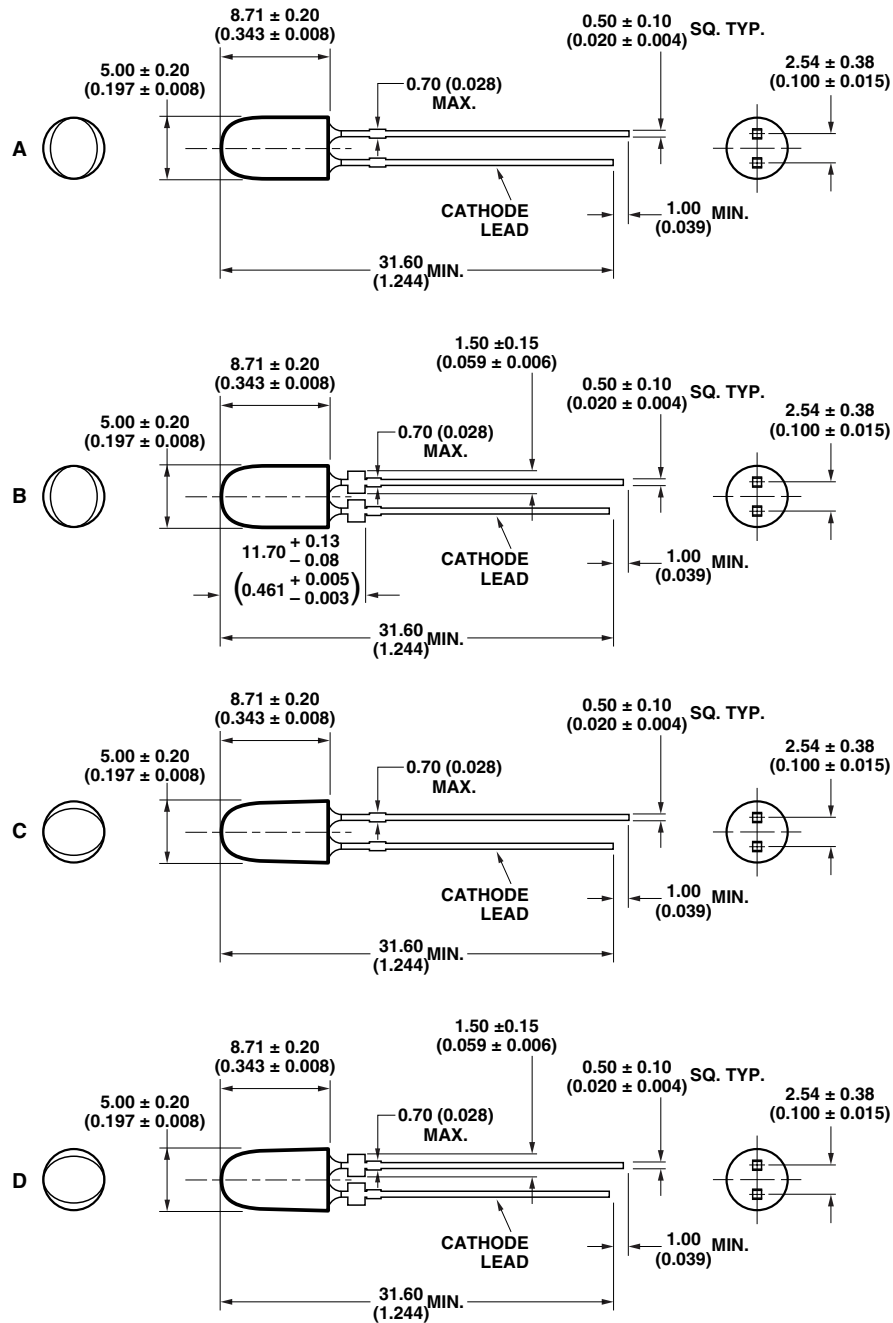 8.71 ± 0.20
(0.343 ± 0.008)
0.50 ± 0.10
(0.020 ± 0.004) SQ. TYP.
5.00 ± 0.20
(0.197 ± 0.008)
0.70 (0.028)
MAX.
2.54 ± 0.38
(0.100 ± 0.015)
A
CATHODE
LEAD
1.00
(0.039) MIN.
31.60
(1.244) MIN.
8.71 ± 0.20
(0.343 ± 0.008)
1.50 ±0.15
(0.059 ± 0.006)
0.50 ± 0.10
(0.020 ± 0.004) SQ. TYP.
5.00 ± 0.20
(0.197 ± 0.008)
0.70 (0.028)
MAX.
2.54 ± 0.38
(0.100 ± 0.015)
B
11.70 + 0.13
− 0.08
(0.461 + 0.005
− 0.003)
CATHODE
LEAD
1.00
(0.039) MIN.
31.60
(1.244) MIN.
8.71 ± 0.20
(0.343 ± 0.008)
0.50 ± 0.10
(0.020 ± 0.004) SQ. TYP.
5.00 ± 0.20
(0.197 ± 0.008)
0.70 (0.028)
MAX.
2.54 ± 0.38
(0.100 ± 0.015)
C
CATHODE
LEAD
1.00
(0.039) MIN.
31.60
(1.244) MIN.
8.71 ± 0.20
(0.343 ± 0.008)
1.50 ±0.15
(0.059 ± 0.006)
0.50 ± 0.10
(0.020 ± 0.004) SQ. TYP.
5.00 ± 0.20
(0.197 ± 0.008)
0.70 (0.028)
MAX.
2.54 ± 0.38
(0.100 ± 0.015)
D
CATHODE
LEAD
1.00
(0.039) MIN.
31.60
(1.244) MIN.